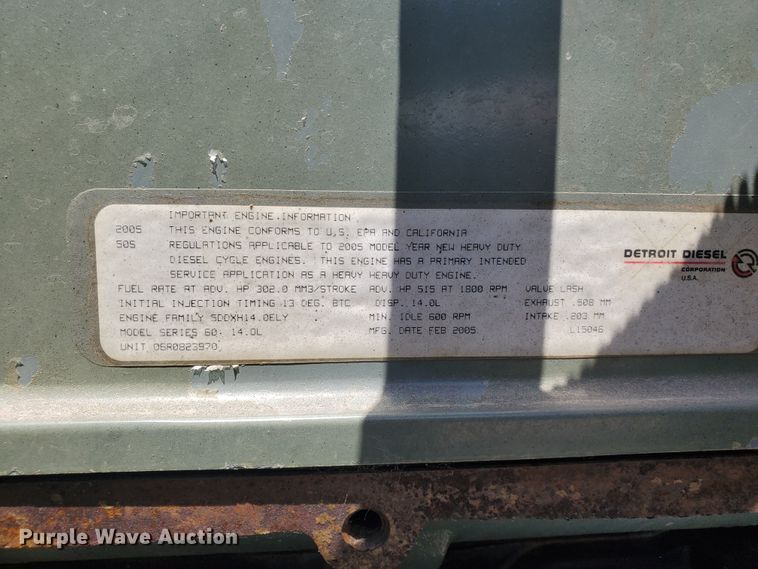 IMPORTANT ENGINE INFORMATION
2005 THIS ENGINE CONFORMS TO U.S. EPA AND CALIFORNIA
505 REGULATIONS APPLICABLE TO 2005 MODEL YEAR NEW HEAVY DUTY
DIESEL CYCLE ENGINES. THIS ENGINE HAS A PRIMARY INTENDED
SERVICE APPLICATION AS A HEAVY HEAVY DUTY ENGINE.
DETROIT DIESEL
CORPORATION
U.S.A.
FUEL RATE AT ADV. HP 302.0 MM3/STROKE ADV. HP 515 AT 1800 RPM VALVE LASH
INITIAL INJECTION TIMING 13 DEG. BTC DISP. 14.0L EXHAUST .508 MM
ENGINE FAMILY 5DDXH14.0ELY MIN. IDLE 600 RPM INTAKE .203 MM
MODEL SERIES 60. 14.0L MFG. DATE FEB 2005 L15046
UNIT 06R0823970
Purple Wave Auction